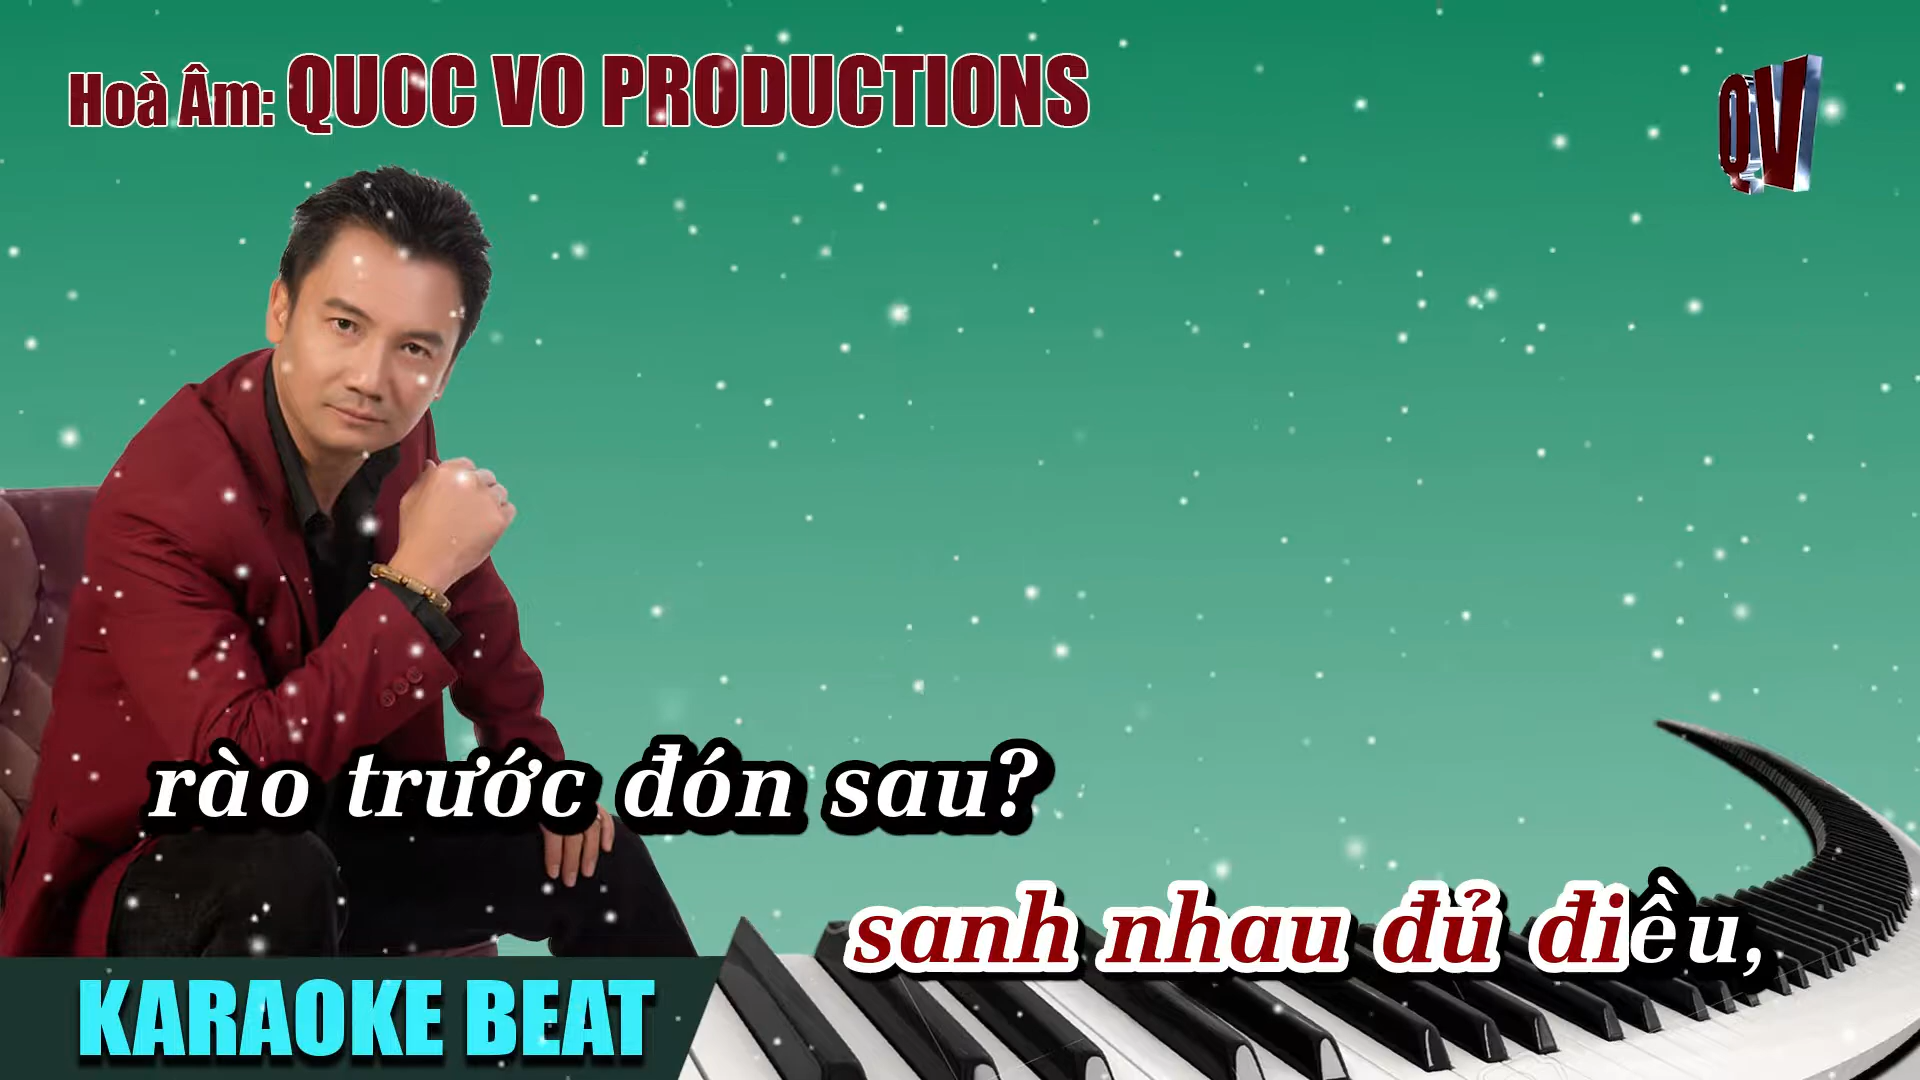 Hoà Âm: QUOC VO PRODUCTIONS
QV
rào trước đón sau?
sanh nhau đủ điều,
KARAOKE BEAT